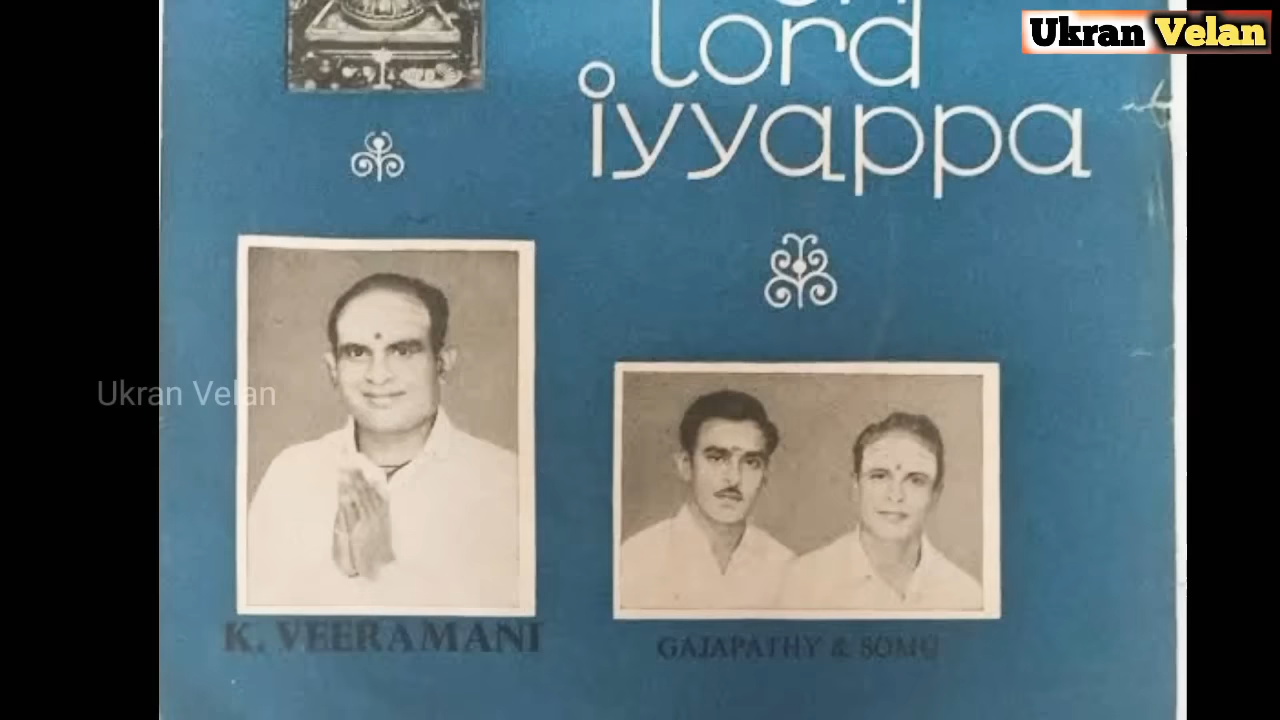 Ukran Velan
lord
iyyappa
Ukran Velan
K. VEERAMANI
GAJAPATHY & SOMU